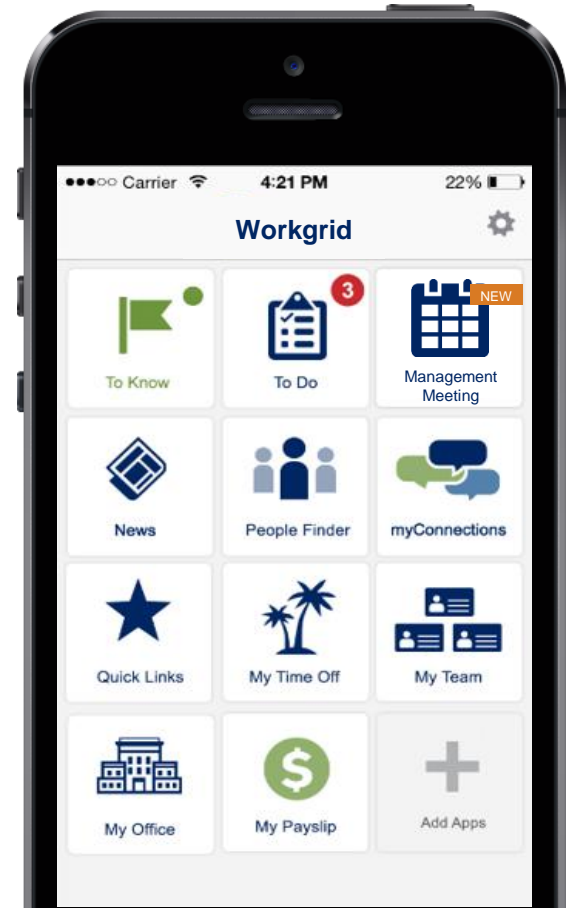 Carrier 4:21 PM 22%
Workgrid
3
NEW
To Know
To Do
Management
Meeting
News
People Finder
myConnections
Quick Links
My Time Off
My Team
$
My Office
My Payslip
Add Apps